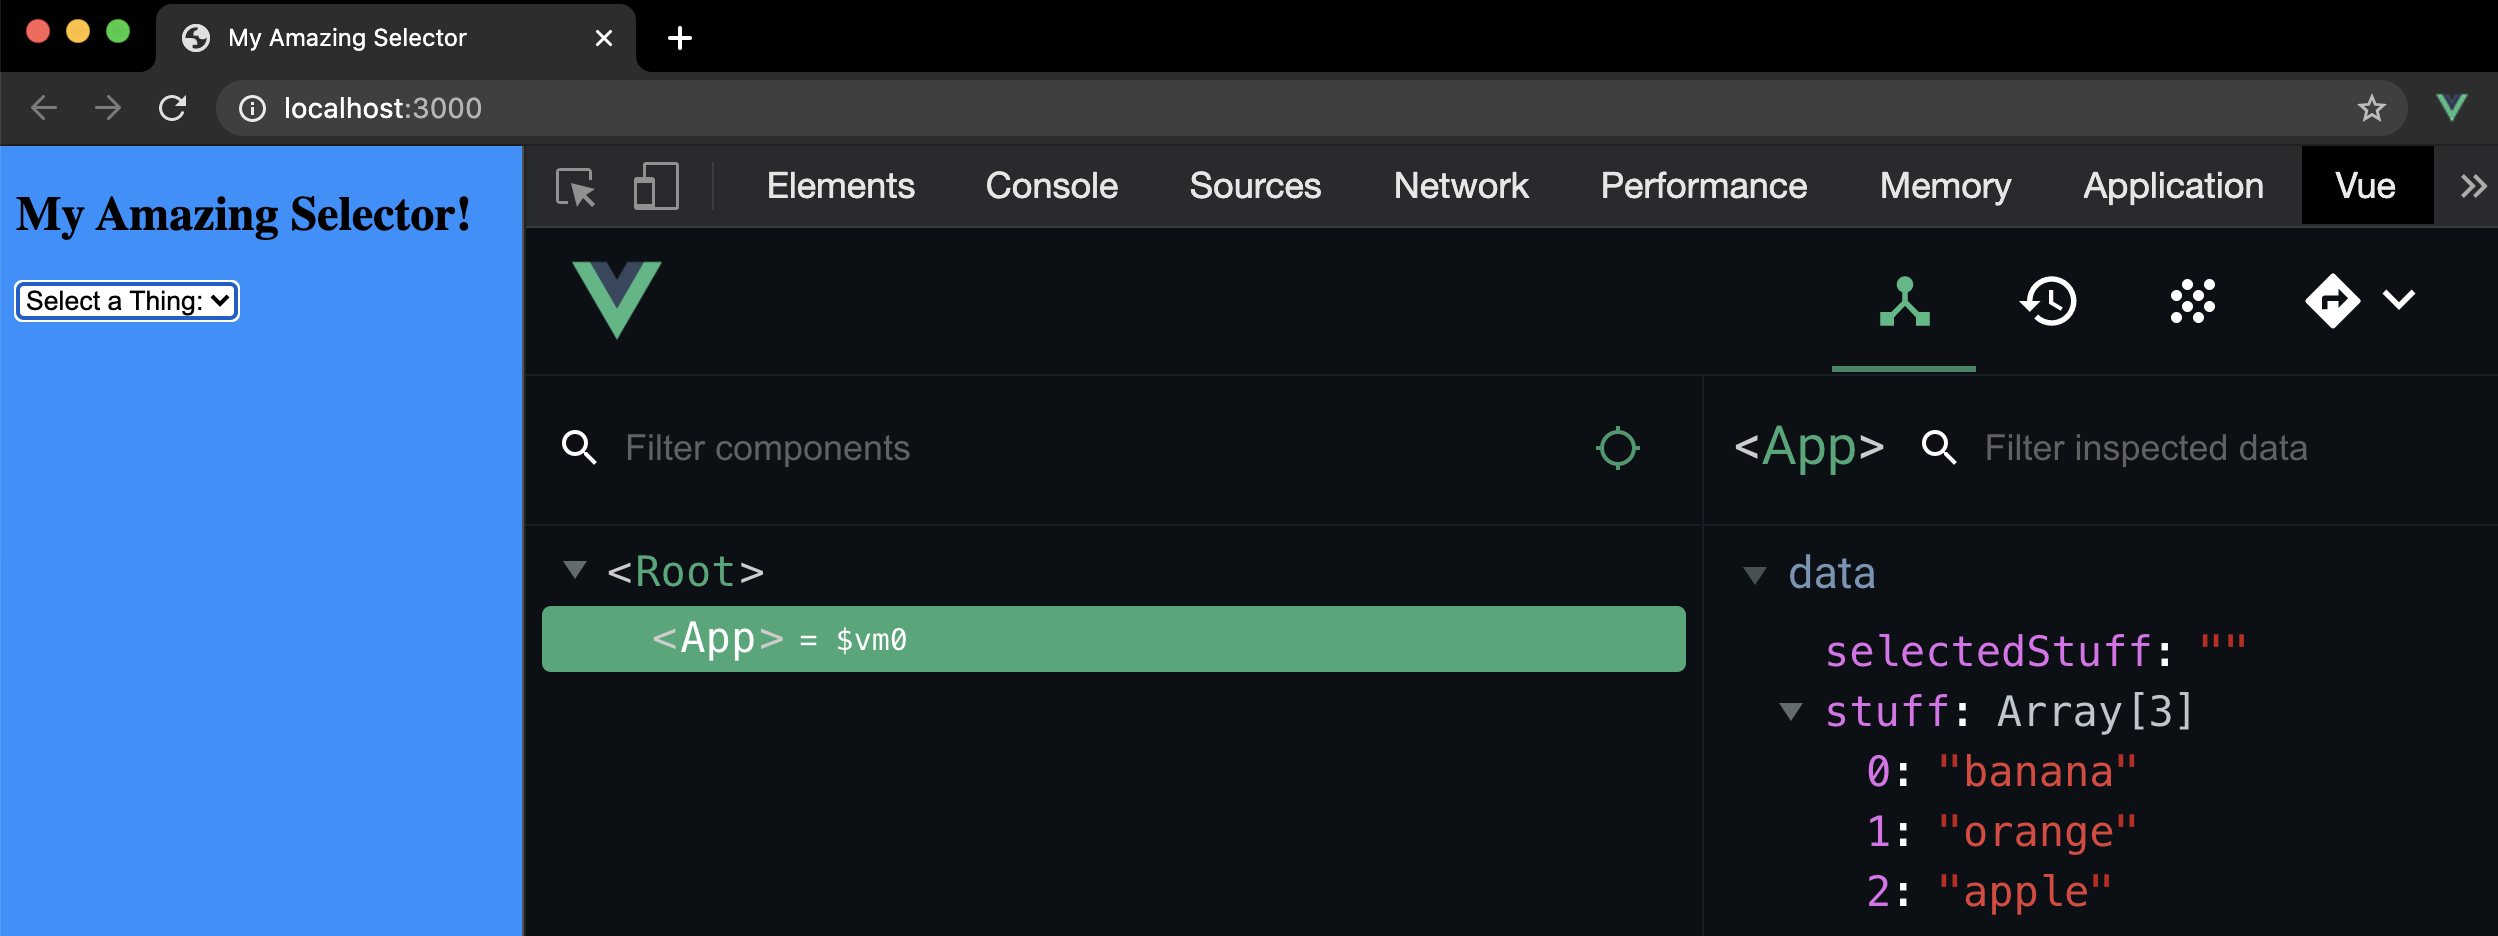 My Amazing Selector
localhost:3000
My Amazing Selector!
Select a Thing:
Elements Console Sources Network Performance Memory Application Vue
Filter components
<Root>
<App> = $vm0
<App> Filter inspected data
data
selectedStuff: ""
stuff: Array[3]
0: "banana"
1: "orange"
2: "apple"